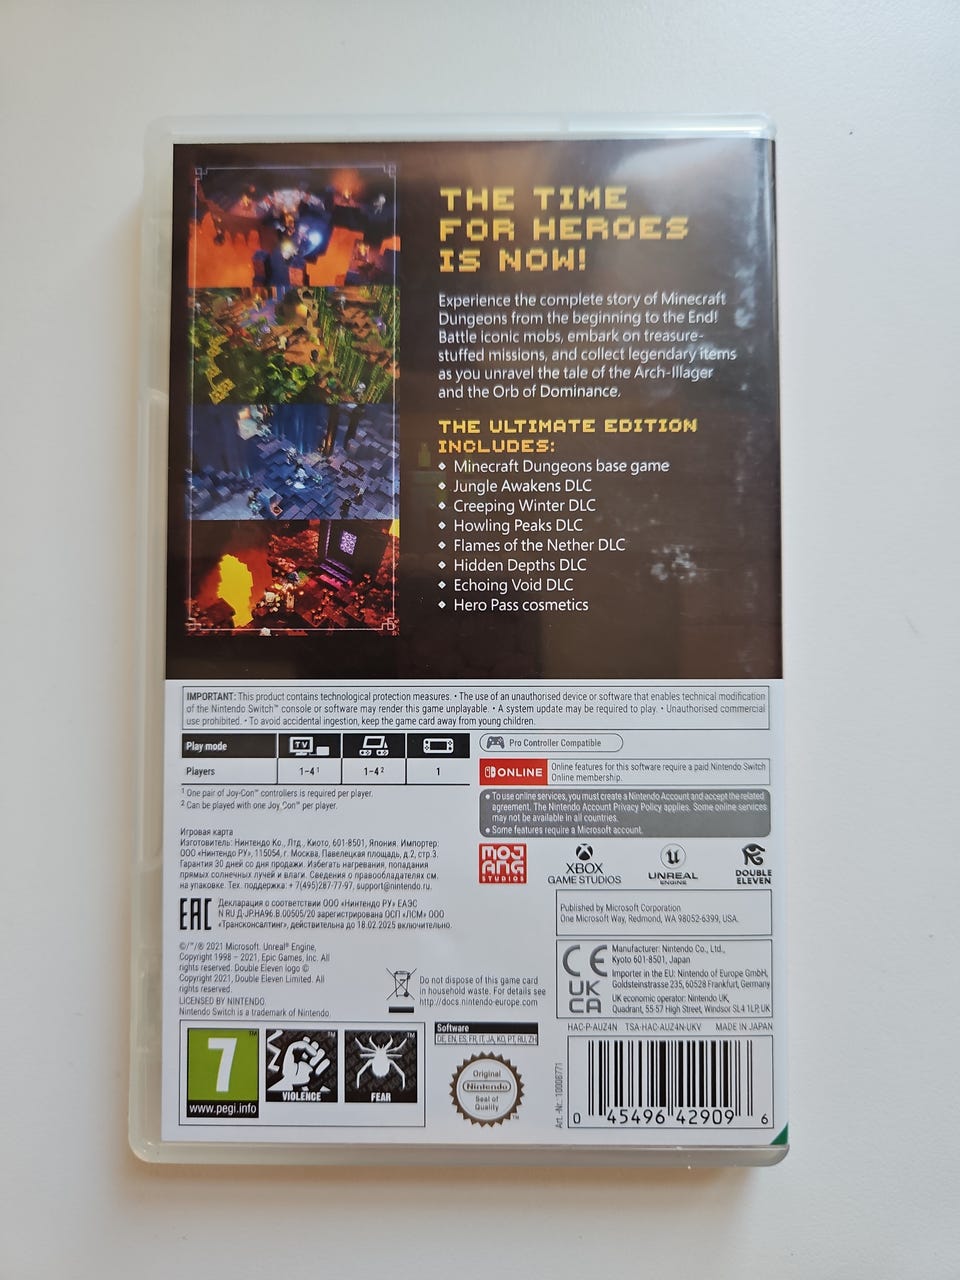 THE TIME
FOR HEROES
IS NOW!
Experience the complete story of Minecraft
Dungeons from the beginning to the End!
Battle iconic mobs, embark on treasure-
stuffed missions, and collect legendary items
as you unravel the tale of the Arch-Illager
and the Orb of Dominance.
THE ULTIMATE EDITION
INCLUDES:
Minecraft Dungeons base game
Jungle Awakens DLC
Creeping Winter DLC
Howling Peaks DLC
Flames of the Nether DLC
Hidden Depths DLC
Echoing Void DLC
Hero Pass cosmetics
IMPORTANT: This product contains technological protection measures. • The use of an unauthorised device or software that enables technical modification
of the Nintendo Switch™ console or software may render this game unplayable. • A system update may be required to play. • Unauthorised commercial
use prohibited. • To avoid accidental ingestion, keep the game card away from young children.
Play mode
TV
Players
1-4¹
1-4²
1
¹ One pair of Joy-Con™ controllers is required per player.
² Can be played with one Joy Con™ per player.
Pro Controller Compatible
ONLINE
Online features for this software require a paid Nintendo Switch
Online membership.
• To use online services, you must create a Nintendo Account and accept the related
agreement. The Nintendo Account Privacy Policy applies. Some online services
may not be available in all countries.
• Some features require a Microsoft account.
Игровая карта
Изготовитель: Нинтендо Ко., Лтд., Киото, 601-8501, Япония. Импортер:
ООО «Нинтендо РУ», 115054, г. Москва, Павелецкая площадь, д.2, стр.3.
Гарантия 30 дней со дня продажи. Избегать нагревания, попадания
прямых солнечных лучей и влаги. Сведения о правообладателях см.
на упаковке. Тех. поддержка: + 7(495)287-77-97, support@nintendo.ru.
EAC
Декларация о соответствии ООО «Нинтендо РУ» ЕАЭС
N RU Д-JP.HA96.B.00505/20 зарегистрирована ОСП «ЛСМ» ООО
«Трансконсалтинг», действительна до 18.02.2025 включительно.
MOJ
ANG
STUDIOS
XBOX
GAME STUDIOS
UNREAL
ENGINE
DOUBLE
ELEVEN
Published by Microsoft Corporation
One Microsoft Way, Redmond, WA 98052-6399, USA.
©/™/® 2021 Microsoft. Unreal® Engine,
Copyright 1998 – 2021, Epic Games, Inc. All
rights reserved. Double Eleven logo ©
Copyright 2021, Double Eleven Limited. All
rights reserved.
LICENSED BY NINTENDO.
Nintendo Switch is a trademark of Nintendo.
Do not dispose of this game card
in household waste. For details see
http://docs.nintendo-europe.com
CE
UK
CA
Manufacturer: Nintendo Co., Ltd.,
Kyoto 601-8501, Japan
Importer in the EU: Nintendo of Europe GmbH,
Goldsteinstrasse 235, 60528 Frankfurt, Germany
UK economic operator: Nintendo UK,
Quadrant, 55-57 High Street, Windsor SL4 1LP, UK
HAC-P-AUZ4N TSA-HAC-AUZ4N-UKV MADE IN JAPAN
7
www.pegi.info
VIOLENCE
FEAR
Software
DE, EN, ES, FR, IT, JA, KO, PT, RU, ZH
Original
Nintendo
Seal of
Quality
Art.-Nr.: 10008771
0 45496 42909 6